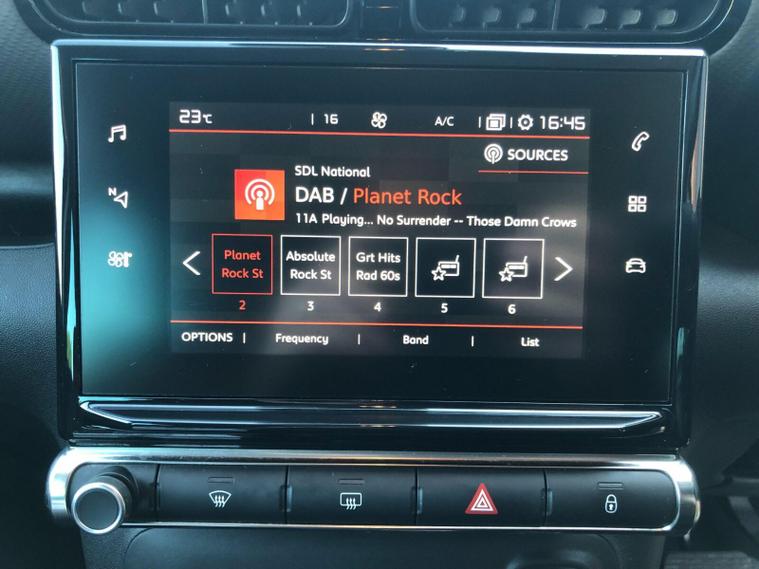 23°C | 16 A/C | | 16:45
SOURCES
SDL National
DAB / Planet Rock
11A Playing... No Surrender -- Those Damn Crows
N
Planet Rock St
Absolute Rock St
Grt Hits Rad 60s
2 3 4 5 6
OPTIONS | Frequency | Band | List